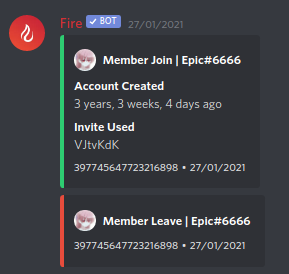 Fire ✓ BOT 27/01/2021
Member Join | Epic#6666
Account Created
3 years, 3 weeks, 4 days ago
Invite Used
VJtvKdK
397745647723216898 • 27/01/2021
Member Leave | Epic#6666
397745647723216898 • 27/01/2021